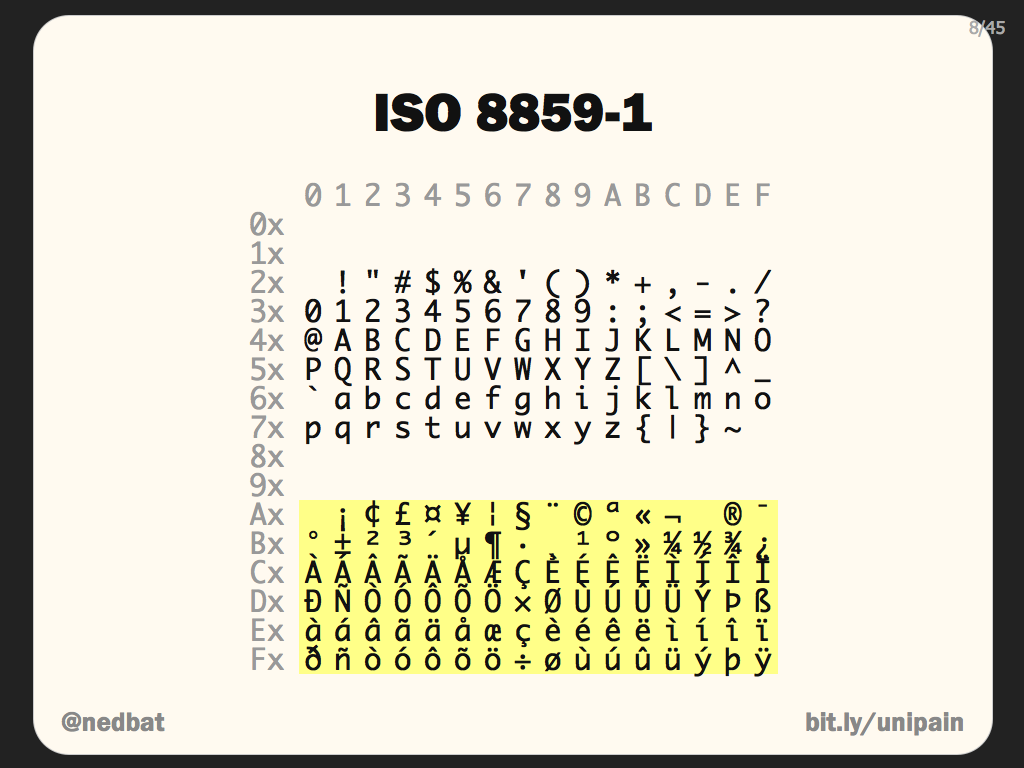 8/45
ISO 8859-1
0 1 2 3 4 5 6 7 8 9 A B C D E F
0x
1x
2x ! " # $ % & ' ( ) * + , - . /
3x 0 1 2 3 4 5 6 7 8 9 : ; < = > ?
4x @ A B C D E F G H I J K L M N O
5x P Q R S T U V W X Y Z [ \ ] ^ _
6x ` a b c d e f g h i j k l m n o
7x p q r s t u v w x y z { | } ~
8x
9x
Ax ¡ ¢ £ ¤ ¥ ¦ § ¨ © ª « ¬ ® ¯
Bx ° ± ² ³ ´ µ ¶ · ¹ º » ¼ ½ ¾ ¿
Cx À Á Â Ã Ä Å Æ Ç È É Ê Ë Ì Í Î Ï
Dx Ð Ñ Ò Ó Ô Õ Ö × Ø Ù Ú Û Ü Ý Þ ß
Ex à á â ã ä å æ ç è é ê ë ì í î ï
Fx ð ñ ò ó ô õ ö ÷ ø ù ú û ü ý þ ÿ
@nedbat
bit.ly/unipain